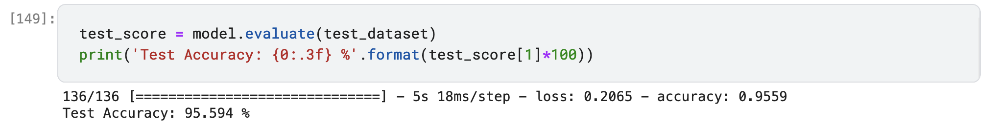 [149]:
test_score = model.evaluate(test_dataset)
print('Test Accuracy: {0:.3f} %'.format(test_score[1]*100))
136/136 [==============================] - 5s 18ms/step - loss: 0.2065 - accuracy: 0.9559
Test Accuracy: 95.594 %